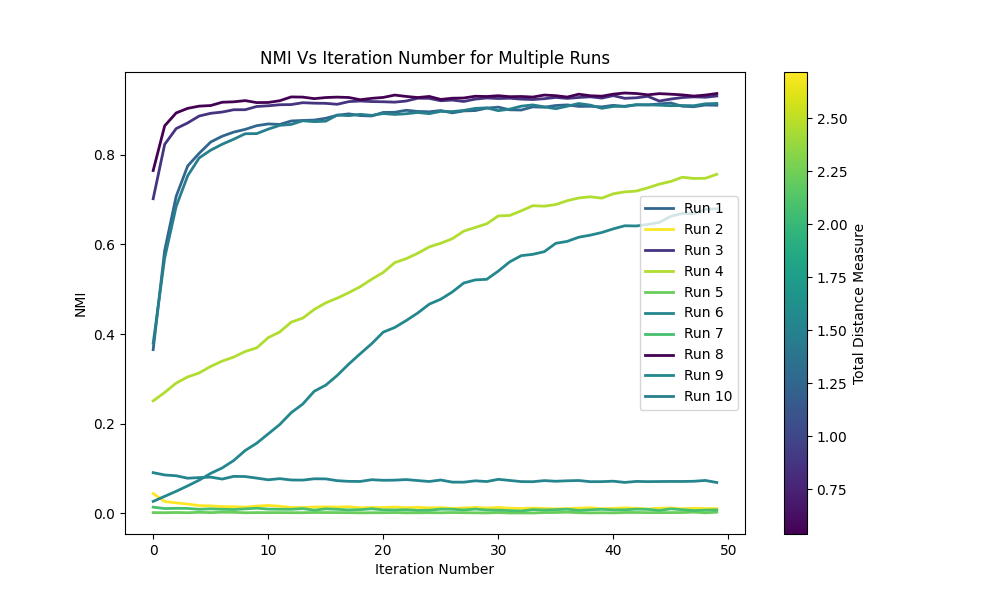 NMI Vs Iteration Number for Multiple Runs
NMI
0.8
0.6
0.4
0.2
0.0
0
10
20
30
40
50
Iteration Number
Run 1
Run 2
Run 3
Run 4
Run 5
Run 6
Run 7
Run 8
Run 9
Run 10
2.50
2.25
2.00
1.75
1.50
1.25
1.00
0.75
Total Distance Measure